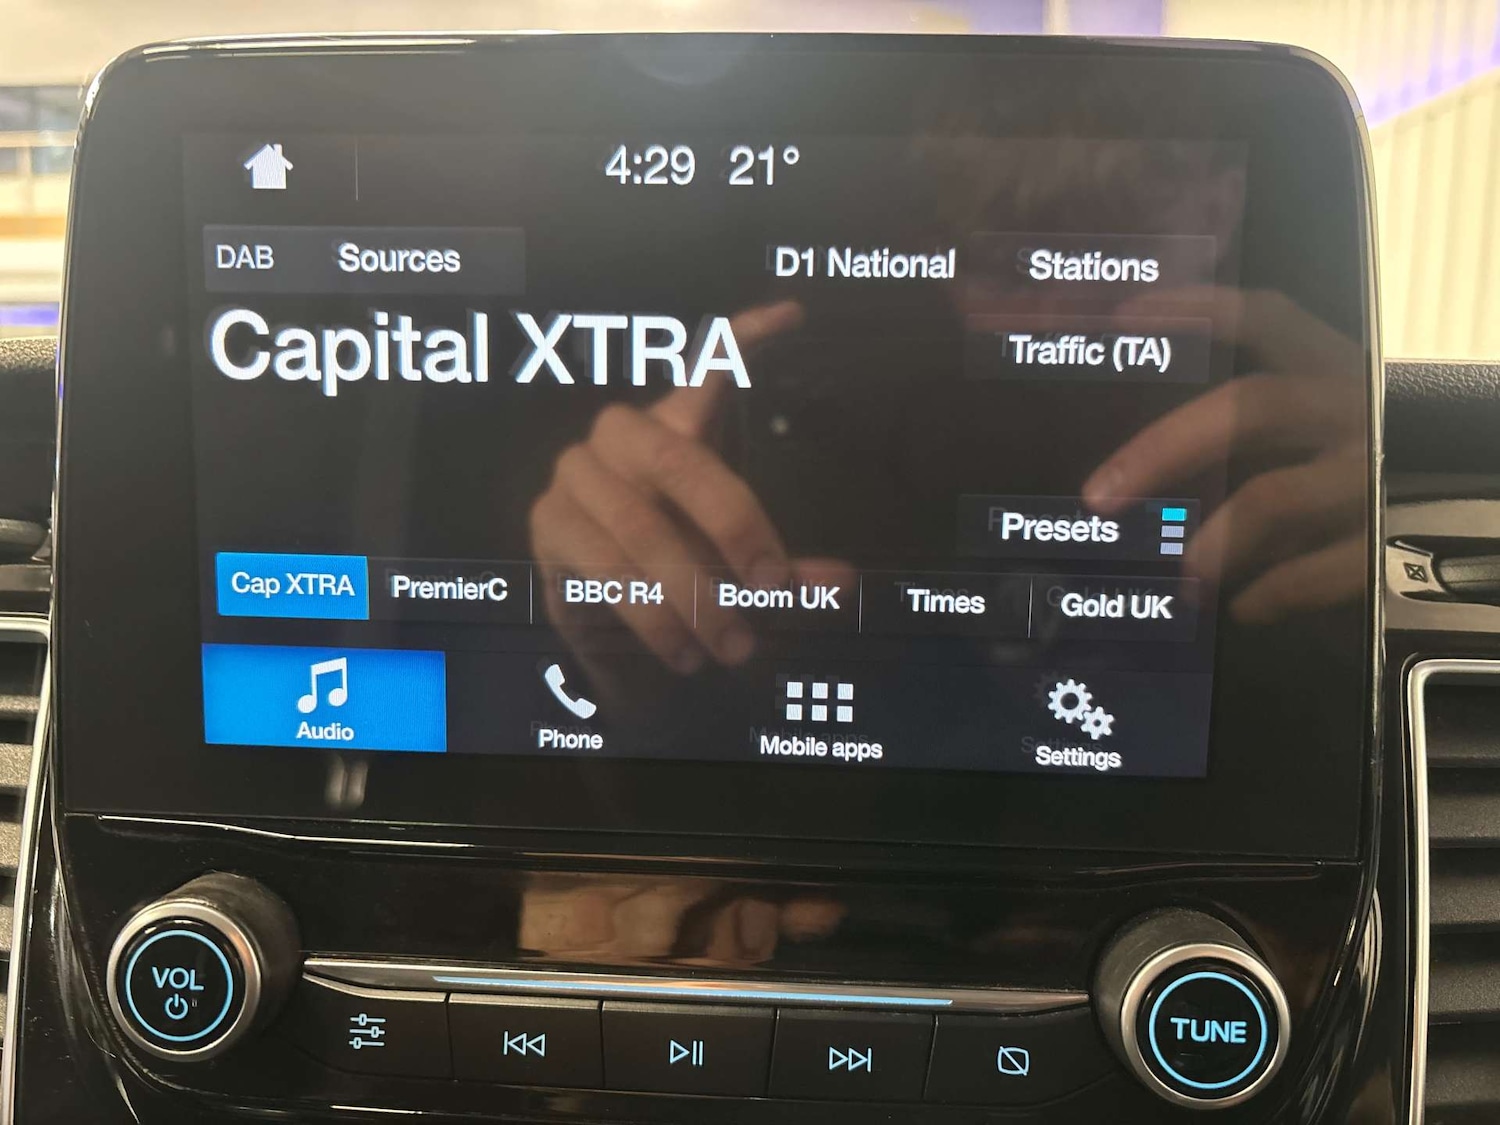 4:29 21°
DAB Sources D1 National Stations
Capital XTRA
Traffic (TA)
Presets
Cap XTRA PremierC BBC R4 Boom UK Times Gold UK
Audio Phone Mobile apps Settings
VOL
TUNE